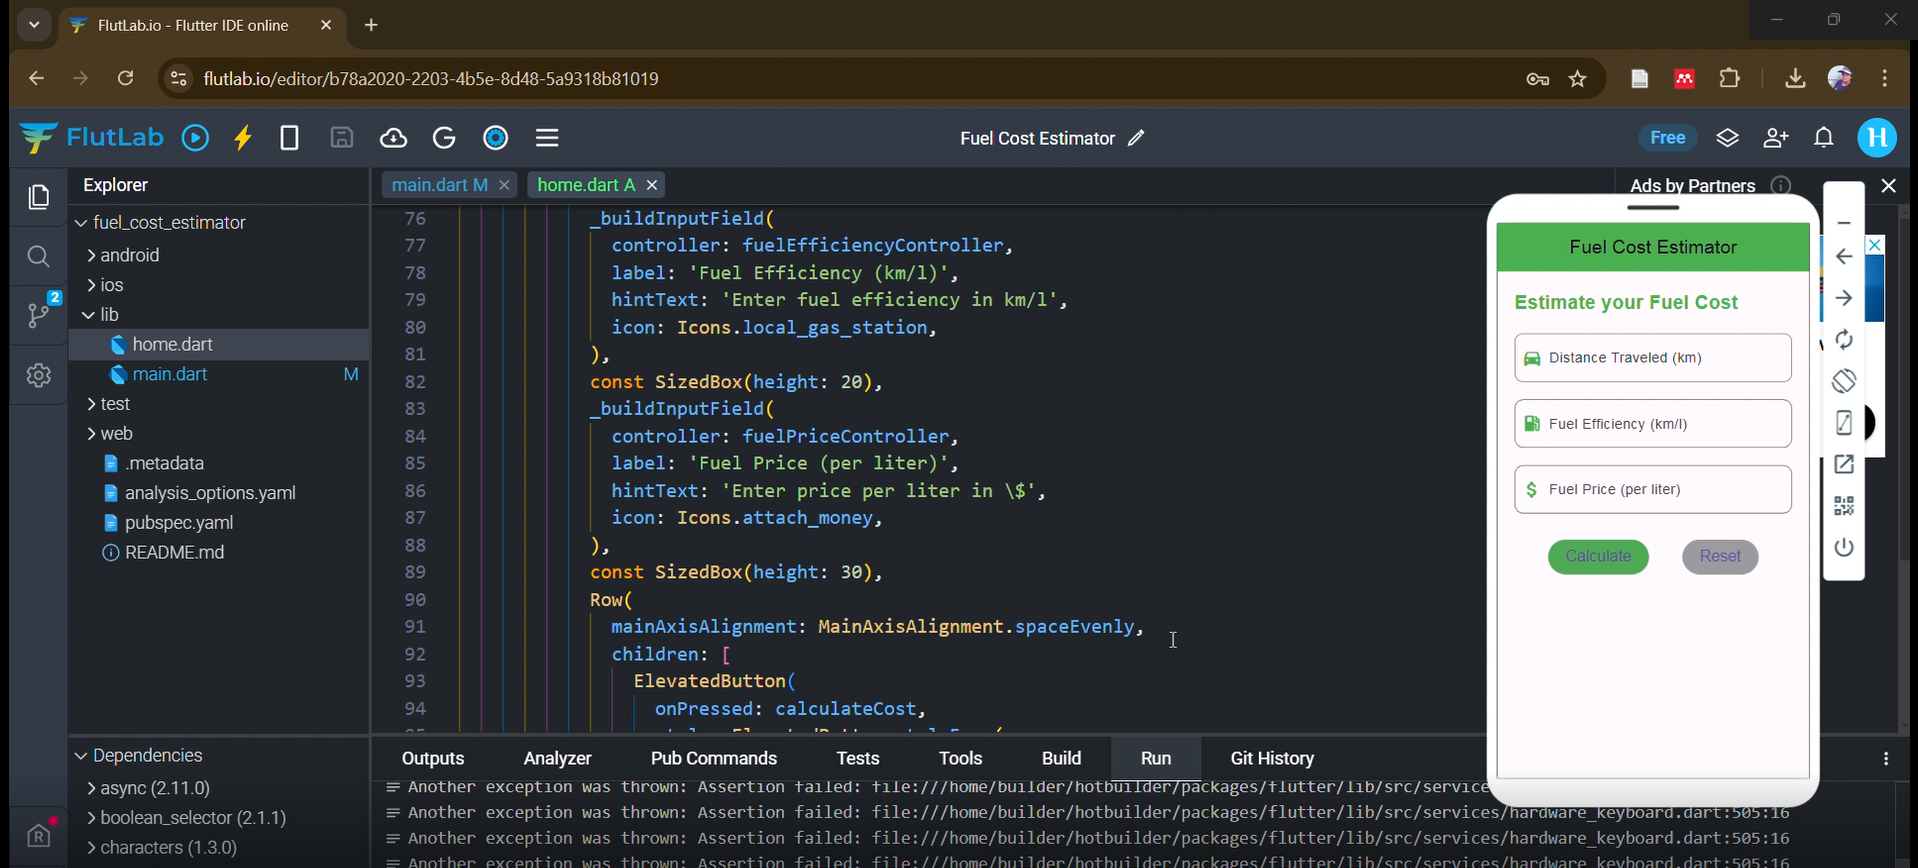 FlutLab.io - Flutter IDE online
flutlab.io/editor/b78a2020-2203-4b5e-8d48-5a9318b81019
FlutLab
Fuel Cost Estimator
Free
H
Explorer
main.dart M
home.dart A
Ads by Partners
fuel_cost_estimator
android
ios
lib
2
home.dart
main.dart M
test
web
.metadata
analysis_options.yaml
pubspec.yaml
README.md
76 _buildInputField(
77 controller: fuelEfficiencyController,
78 label: 'Fuel Efficiency (km/l)',
79 hintText: 'Enter fuel efficiency in km/l',
80 icon: Icons.local_gas_station,
81 ),
82 const SizedBox(height: 20),
83 _buildInputField(
84 controller: fuelPriceController,
85 label: 'Fuel Price (per liter)',
86 hintText: 'Enter price per liter in \$',
87 icon: Icons.attach_money,
88 ),
89 const SizedBox(height: 30),
90 Row(
91 mainAxisAlignment: MainAxisAlignment.spaceEvenly,
92 children: [
93 ElevatedButton(
94 onPressed: calculateCost,
Fuel Cost Estimator
Estimate your Fuel Cost
Distance Traveled (km)
Fuel Efficiency (km/l)
$ Fuel Price (per liter)
Calculate
Reset
Dependencies
async (2.11.0)
boolean_selector (2.1.1)
characters (1.3.0)
R
Outputs
Analyzer
Pub Commands
Tests
Tools
Build
Run
Git History
Another exception was thrown: Assertion failed: file:///home/builder/hotbuilder/packages/flutter/lib/src/service
Another exception was thrown: Assertion failed: file:///home/builder/hotbuilder/packages/flutter/lib/src/services/hardware_keyboard.dart:505:16
Another exception was thrown: Assertion failed: file:///home/builder/hotbuilder/packages/flutter/lib/src/services/hardware_keyboard.dart:505:16
Another exception was thrown: Assertion failed: file:///home/builder/hotbuilder/packages/flutter/lib/src/services/hardware_keyboard.dart:505:16